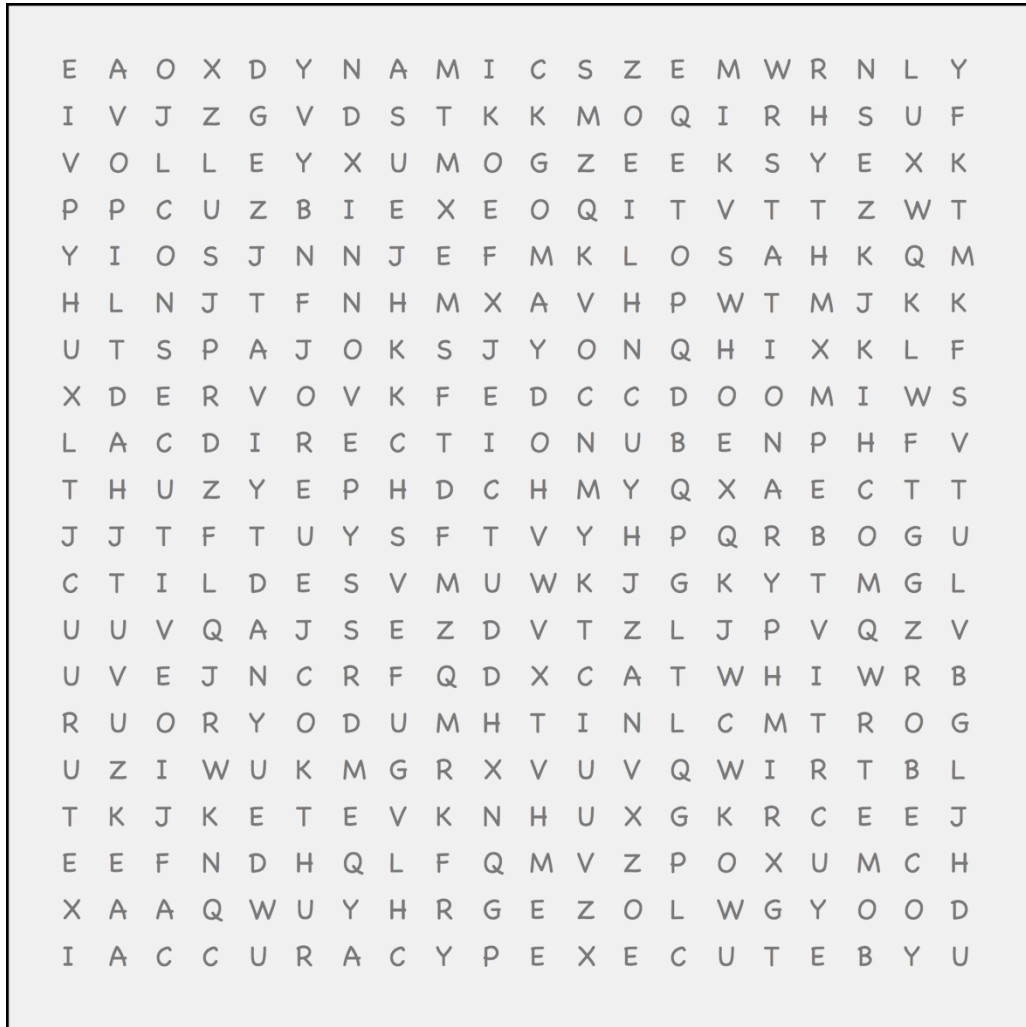 E A O X D Y N A M I C S Z E M W R N L Y
I V J Z G V D S T K K M O Q I R H S U F
V O L L E Y X U M O G Z E E K S Y E X K
P P C U Z B I E X E O Q I T V T T Z W T
Y I O S J N N J E F M K L O S A H K Q M
H L N J T F N H M X A V H P W T M J K K
U T S P A J O K S J Y O N Q H I X K L F
X D E R V O V K F E D C C D O O M I W S
L A C D I R E C T I O N U B E N P H F V
T H U Z Y E P H D C H M Y Q X A E C T T
J J T F T U Y S F T V Y H P Q R B O G U
C T I L D E S V M U W K J G K Y T M G L
U U V Q A J S E Z D V T Z L J P V Q Z V
U V E J N C R F Q D X C A T W H I W R B
R U O R Y O D U M H T I N L C M T R O G
U Z I W U K M G R X V U V Q W I R T B L
T K J K E T E V K N H U X G K R C E E J
E E F N D H Q L F Q M V Z P O X U M C H
X A A Q W U Y H R G E Z O L W G Y O O D
I A C C U R A C Y P E X E C U T E B Y U